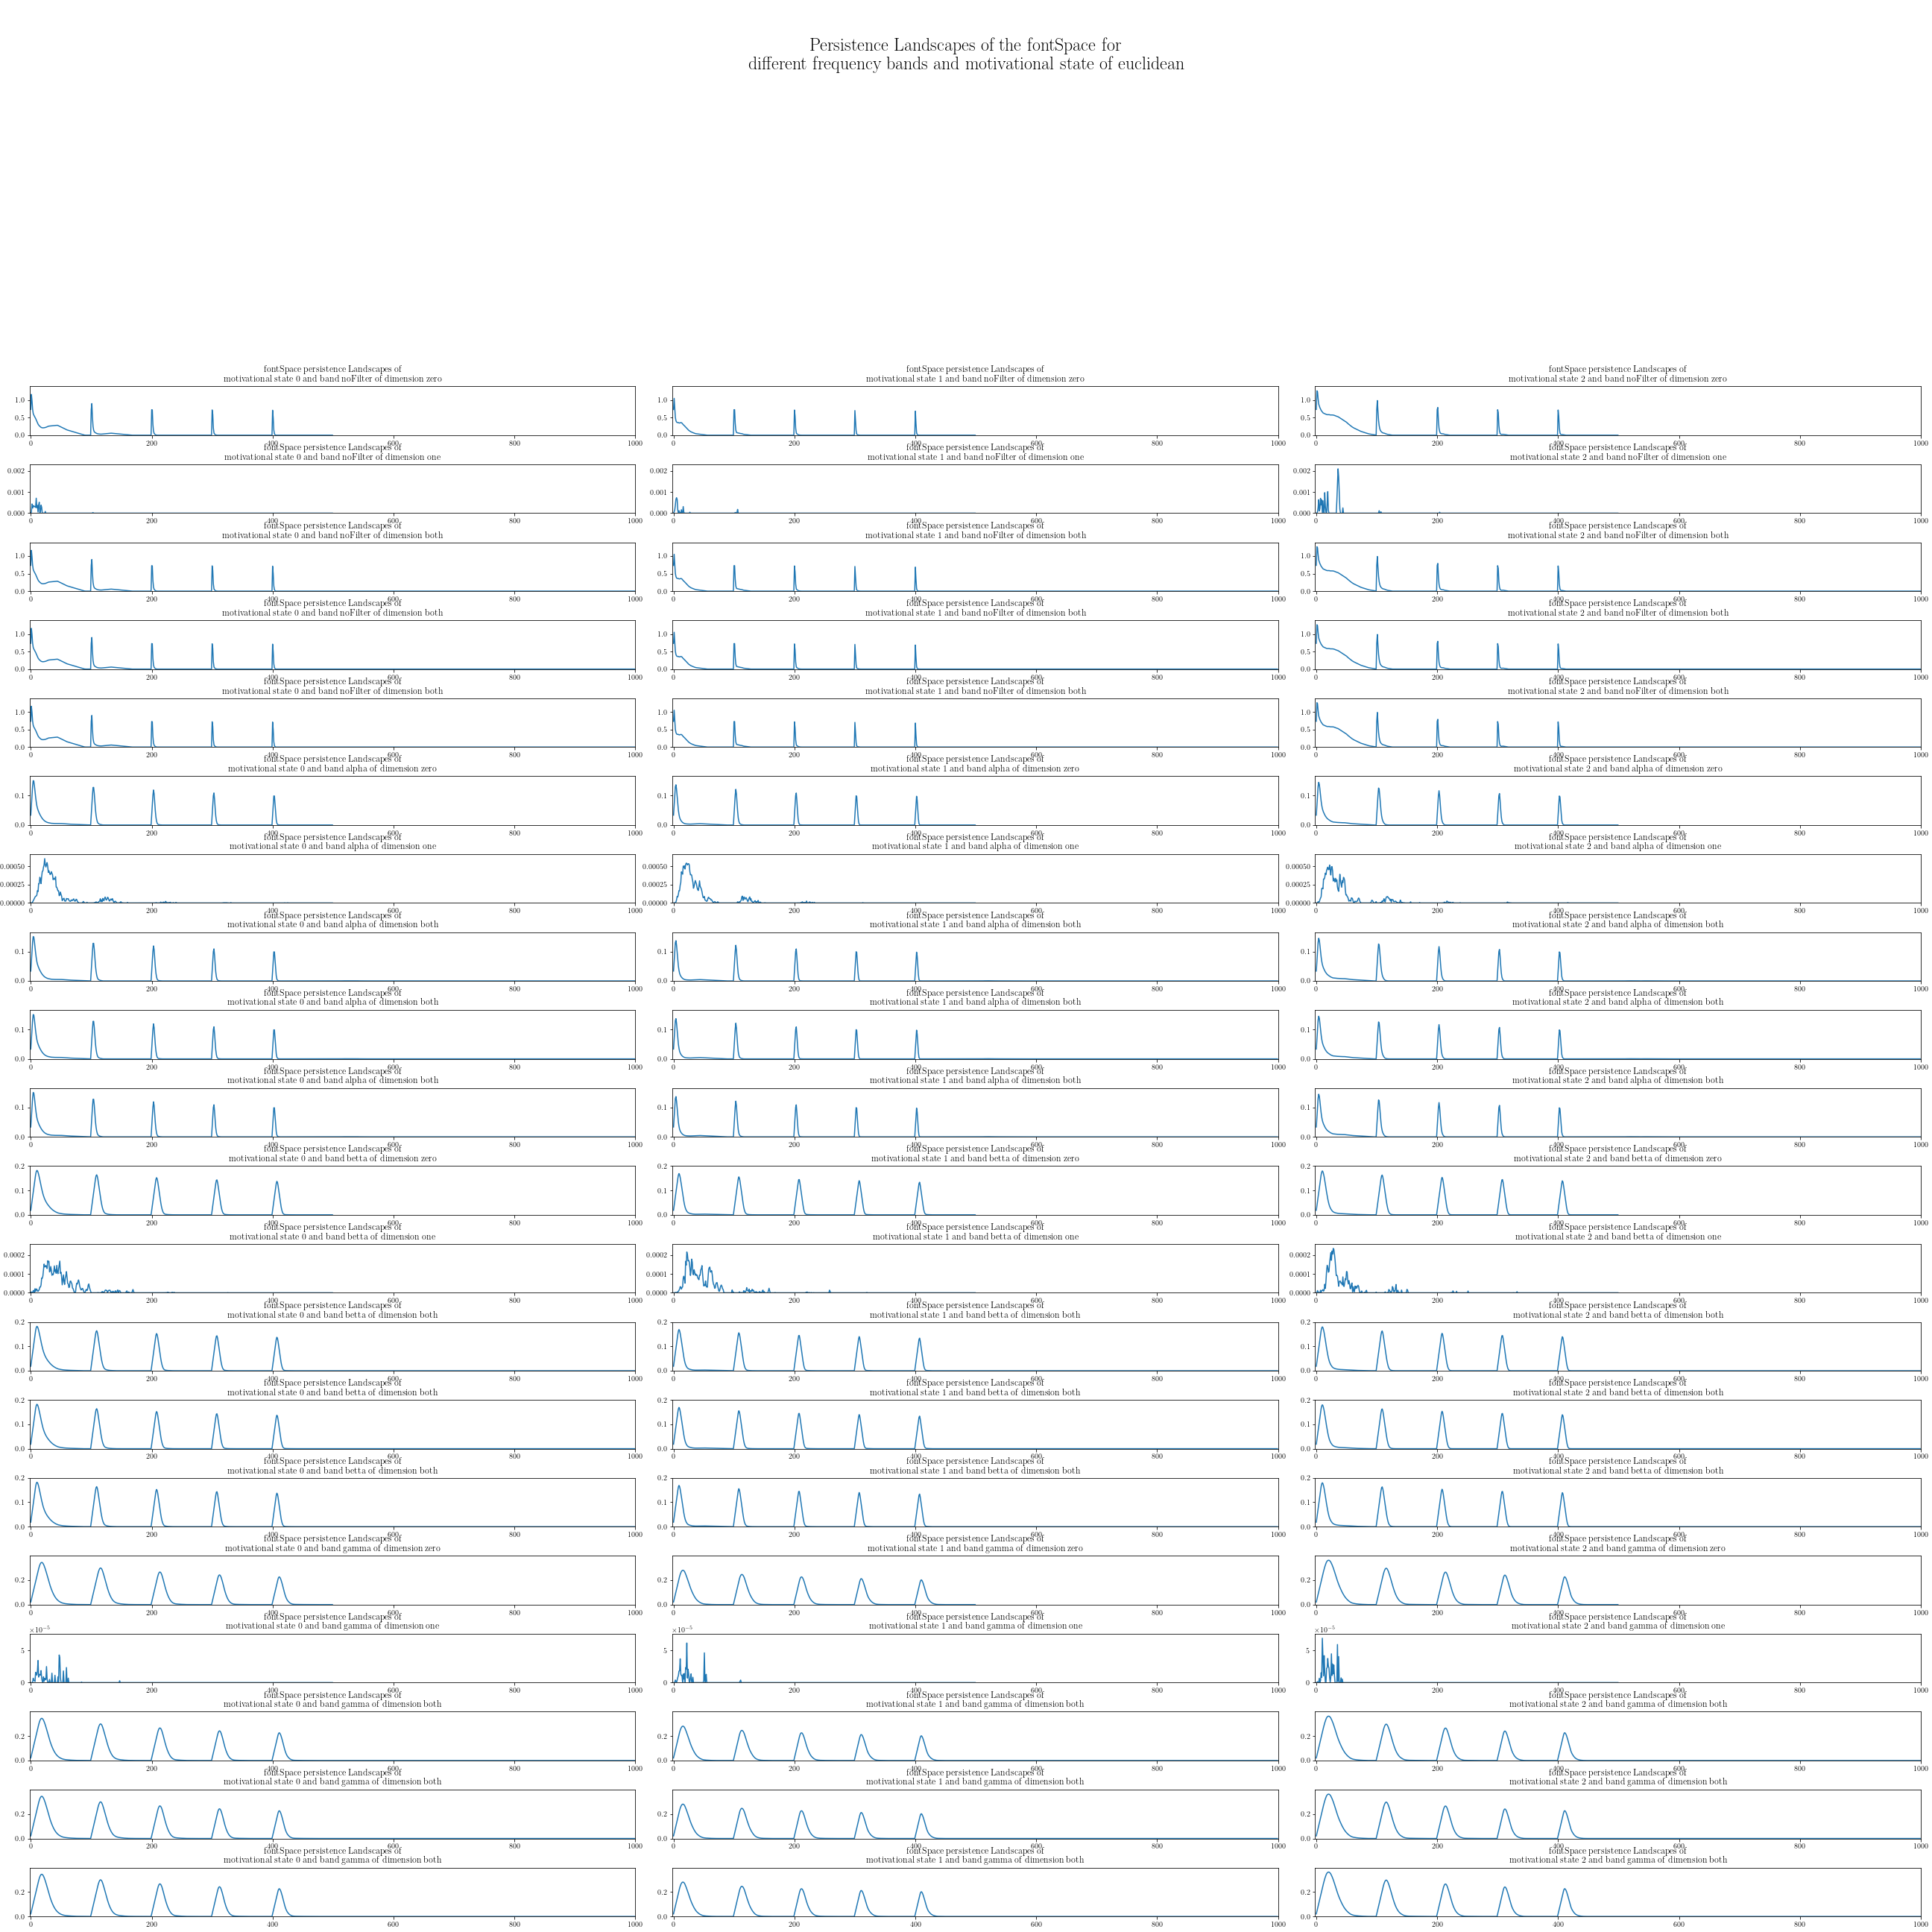 Persistence Landscapes of the fontSpace for
different frequency bands and motivational state of euclidean
fontSpace persistence Landscapes of fontSpace persistence Landscapes of fontSpace persistence Landscapes of
motivational state 0 and band noFilter of dimension zero motivational state 1 and band noFilter of dimension zero motivational state 2 and band noFilter of dimension zero
1.0 1.0 1.0
0.5 0.5 0.5
0.0 0.0 0.0
0 200 400 600 800 1000 0 200 400 600 800 1000 0 200 400 600 800 1000
fontSpace persistence Landscapes of fontSpace persistence Landscapes of fontSpace persistence Landscapes of
motivational state 0 and band noFilter of dimension one motivational state 1 and band noFilter of dimension one motivational state 2 and band noFilter of dimension one
0.002 0.002 0.002
0.001 0.001 0.001
0.000 0.000 0.000
0 200 400 600 800 1000 0 200 400 600 800 1000 0 200 400 600 800 1000
fontSpace persistence Landscapes of fontSpace persistence Landscapes of fontSpace persistence Landscapes of
motivational state 0 and band noFilter of dimension both motivational state 1 and band noFilter of dimension both motivational state 2 and band noFilter of dimension both
1.0 1.0 1.0
0.5 0.5 0.5
0.0 0.0 0.0
0 200 400 600 800 1000 0 200 400 600 800 1000 0 200 400 600 800 1000
fontSpace persistence Landscapes of fontSpace persistence Landscapes of fontSpace persistence Landscapes of
motivational state 0 and band noFilter of dimension both motivational state 1 and band noFilter of dimension both motivational state 2 and band noFilter of dimension both
1.0 1.0 1.0
0.5 0.5 0.5
0.0 0.0 0.0
0 200 400 600 800 1000 0 200 400 600 800 1000 0 200 400 600 800 1000
fontSpace persistence Landscapes of fontSpace persistence Landscapes of fontSpace persistence Landscapes of
motivational state 0 and band noFilter of dimension both motivational state 1 and band noFilter of dimension both motivational state 2 and band noFilter of dimension both
1.0 1.0 1.0
0.5 0.5 0.5
0.0 0.0 0.0
0 200 400 600 800 1000 0 200 400 600 800 1000 0 200 400 600 800 1000
fontSpace persistence Landscapes of fontSpace persistence Landscapes of fontSpace persistence Landscapes of
motivational state 0 and band alpha of dimension zero motivational state 1 and band alpha of dimension zero motivational state 2 and band alpha of dimension zero
0.1 0.1 0.1
0.0 0.0 0.0
0 200 400 600 800 1000 0 200 400 600 800 1000 0 200 400 600 800 1000
fontSpace persistence Landscapes of fontSpace persistence Landscapes of fontSpace persistence Landscapes of
motivational state 0 and band alpha of dimension one motivational state 1 and band alpha of dimension one motivational state 2 and band alpha of dimension one
0.00050 0.00050 0.00050
0.00025 0.00025 0.00025
0.00000 0.00000 0.00000
0 200 400 600 800 1000 0 200 400 600 800 1000 0 200 400 600 800 1000
fontSpace persistence Landscapes of fontSpace persistence Landscapes of fontSpace persistence Landscapes of
motivational state 0 and band alpha of dimension both motivational state 1 and band alpha of dimension both motivational state 2 and band alpha of dimension both
0.1 0.1 0.1
0.0 0.0 0.0
0 200 400 600 800 1000 0 200 400 600 800 1000 0 200 400 600 800 1000
fontSpace persistence Landscapes of fontSpace persistence Landscapes of fontSpace persistence Landscapes of
motivational state 0 and band alpha of dimension both motivational state 1 and band alpha of dimension both motivational state 2 and band alpha of dimension both
0.1 0.1 0.1
0.0 0.0 0.0
0 200 400 600 800 1000 0 200 400 600 800 1000 0 200 400 600 800 1000
fontSpace persistence Landscapes of fontSpace persistence Landscapes of fontSpace persistence Landscapes of
motivational state 0 and band alpha of dimension both motivational state 1 and band alpha of dimension both motivational state 2 and band alpha of dimension both
0.1 0.1 0.1
0.0 0.0 0.0
0 200 400 600 800 1000 0 200 400 600 800 1000 0 200 400 600 800 1000
fontSpace persistence Landscapes of fontSpace persistence Landscapes of fontSpace persistence Landscapes of
motivational state 0 and band betta of dimension zero motivational state 1 and band betta of dimension zero motivational state 2 and band betta of dimension zero
0.2 0.2 0.2
0.1 0.1 0.1
0.0 0.0 0.0
0 200 400 600 800 1000 0 200 400 600 800 1000 0 200 400 600 800 1000
fontSpace persistence Landscapes of fontSpace persistence Landscapes of fontSpace persistence Landscapes of
motivational state 0 and band betta of dimension one motivational state 1 and band betta of dimension one motivational state 2 and band betta of dimension one
0.0002 0.0002 0.0002
0.0001 0.0001 0.0001
0.0000 0.0000 0.0000
0 200 400 600 800 1000 0 200 400 600 800 1000 0 200 400 600 800 1000
fontSpace persistence Landscapes of fontSpace persistence Landscapes of fontSpace persistence Landscapes of
motivational state 0 and band betta of dimension both motivational state 1 and band betta of dimension both motivational state 2 and band betta of dimension both
0.2 0.2 0.2
0.1 0.1 0.1
0.0 0.0 0.0
0 200 400 600 800 1000 0 200 400 600 800 1000 0 200 400 600 800 1000
fontSpace persistence Landscapes of fontSpace persistence Landscapes of fontSpace persistence Landscapes of
motivational state 0 and band betta of dimension both motivational state 1 and band betta of dimension both motivational state 2 and band betta of dimension both
0.2 0.2 0.2
0.1 0.1 0.1
0.0 0.0 0.0
0 200 400 600 800 1000 0 200 400 600 800 1000 0 200 400 600 800 1000
fontSpace persistence Landscapes of fontSpace persistence Landscapes of fontSpace persistence Landscapes of
motivational state 0 and band betta of dimension both motivational state 1 and band betta of dimension both motivational state 2 and band betta of dimension both
0.2 0.2 0.2
0.1 0.1 0.1
0.0 0.0 0.0
0 200 400 600 800 1000 0 200 400 600 800 1000 0 200 400 600 800 1000
fontSpace persistence Landscapes of fontSpace persistence Landscapes of fontSpace persistence Landscapes of
motivational state 0 and band gamma of dimension zero motivational state 1 and band gamma of dimension zero motivational state 2 and band gamma of dimension zero
0.2 0.2 0.2
0.0 0.0 0.0
0 200 400 600 800 1000 0 200 400 600 800 1000 0 200 400 600 800 1000
fontSpace persistence Landscapes of fontSpace persistence Landscapes of fontSpace persistence Landscapes of
motivational state 0 and band gamma of dimension one motivational state 1 and band gamma of dimension one motivational state 2 and band gamma of dimension one
×10⁻⁵ ×10⁻⁵ ×10⁻⁵
5 5 5
0 0 0
0 200 400 600 800 1000 0 200 400 600 800 1000 0 200 400 600 800 1000
fontSpace persistence Landscapes of fontSpace persistence Landscapes of fontSpace persistence Landscapes of
motivational state 0 and band gamma of dimension both motivational state 1 and band gamma of dimension both motivational state 2 and band gamma of dimension both
0.2 0.2 0.2
0.0 0.0 0.0
0 200 400 600 800 1000 0 200 400 600 800 1000 0 200 400 600 800 1000
fontSpace persistence Landscapes of fontSpace persistence Landscapes of fontSpace persistence Landscapes of
motivational state 0 and band gamma of dimension both motivational state 1 and band gamma of dimension both motivational state 2 and band gamma of dimension both
0.2 0.2 0.2
0.0 0.0 0.0
0 200 400 600 800 1000 0 200 400 600 800 1000 0 200 400 600 800 1000
fontSpace persistence Landscapes of fontSpace persistence Landscapes of fontSpace persistence Landscapes of
motivational state 0 and band gamma of dimension both motivational state 1 and band gamma of dimension both motivational state 2 and band gamma of dimension both
0.2 0.2 0.2
0.0 0.0 0.0
0 200 400 600 800 1000 0 200 400 600 800 1000 0 200 400 600 800 1000